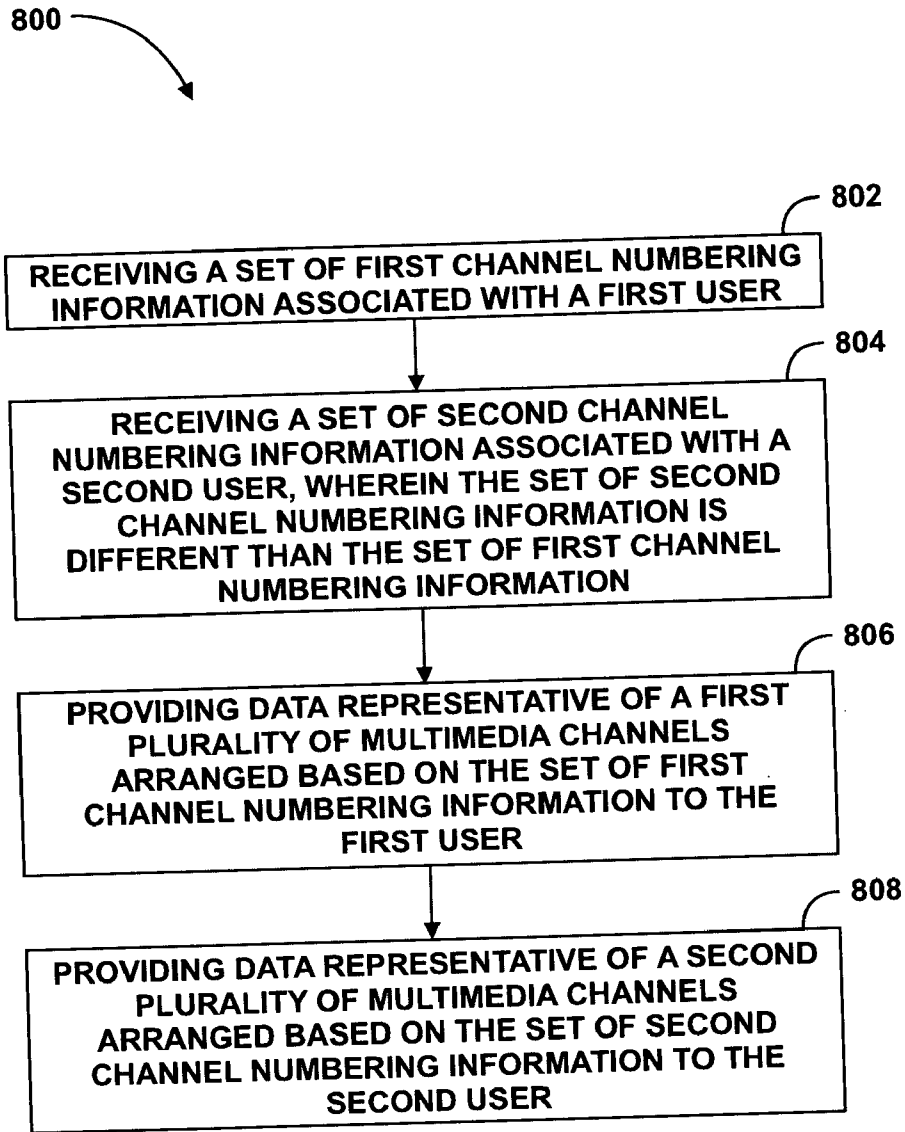 800
802
RECEIVING A SET OF FIRST CHANNEL NUMBERING
INFORMATION ASSOCIATED WITH A FIRST USER
804
RECEIVING A SET OF SECOND CHANNEL
NUMBERING INFORMATION ASSOCIATED WITH A
SECOND USER, WHEREIN THE SET OF SECOND
CHANNEL NUMBERING INFORMATION IS
DIFFERENT THAN THE SET OF FIRST CHANNEL
NUMBERING INFORMATION
806
PROVIDING DATA REPRESENTATIVE OF A FIRST
PLURALITY OF MULTIMEDIA CHANNELS
ARRANGED BASED ON THE SET OF FIRST
CHANNEL NUMBERING INFORMATION TO THE
FIRST USER
808
PROVIDING DATA REPRESENTATIVE OF A SECOND
PLURALITY OF MULTIMEDIA CHANNELS
ARRANGED BASED ON THE SET OF SECOND
CHANNEL NUMBERING INFORMATION TO THE
SECOND USER